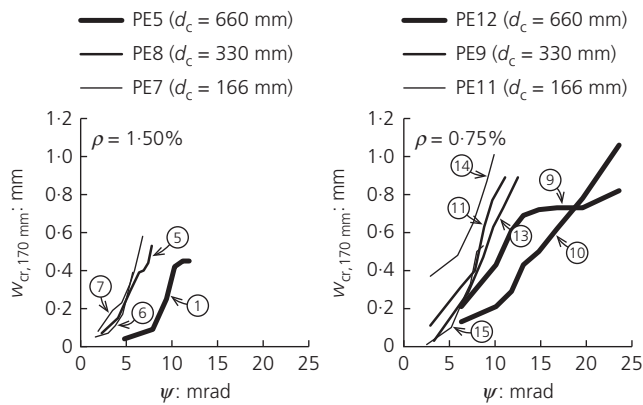 PE5 (dc = 660 mm)
PE8 (dc = 330 mm)
PE7 (dc = 166 mm)
PE12 (dc = 660 mm)
PE9 (dc = 330 mm)
PE11 (dc = 166 mm)
wcr,170 mm: mm
1·2
1·0
0·8
0·6
0·4
0·2
0
ρ = 1·50%
5
7
6
1
0 5 10 15 20 25
ψ: mrad
wcr,170 mm: mm
1·2
1·0
0·8
0·6
0·4
0·2
0
ρ = 0·75%
14
9
11
13
10
15
0 5 10 15 20 25
ψ: mrad